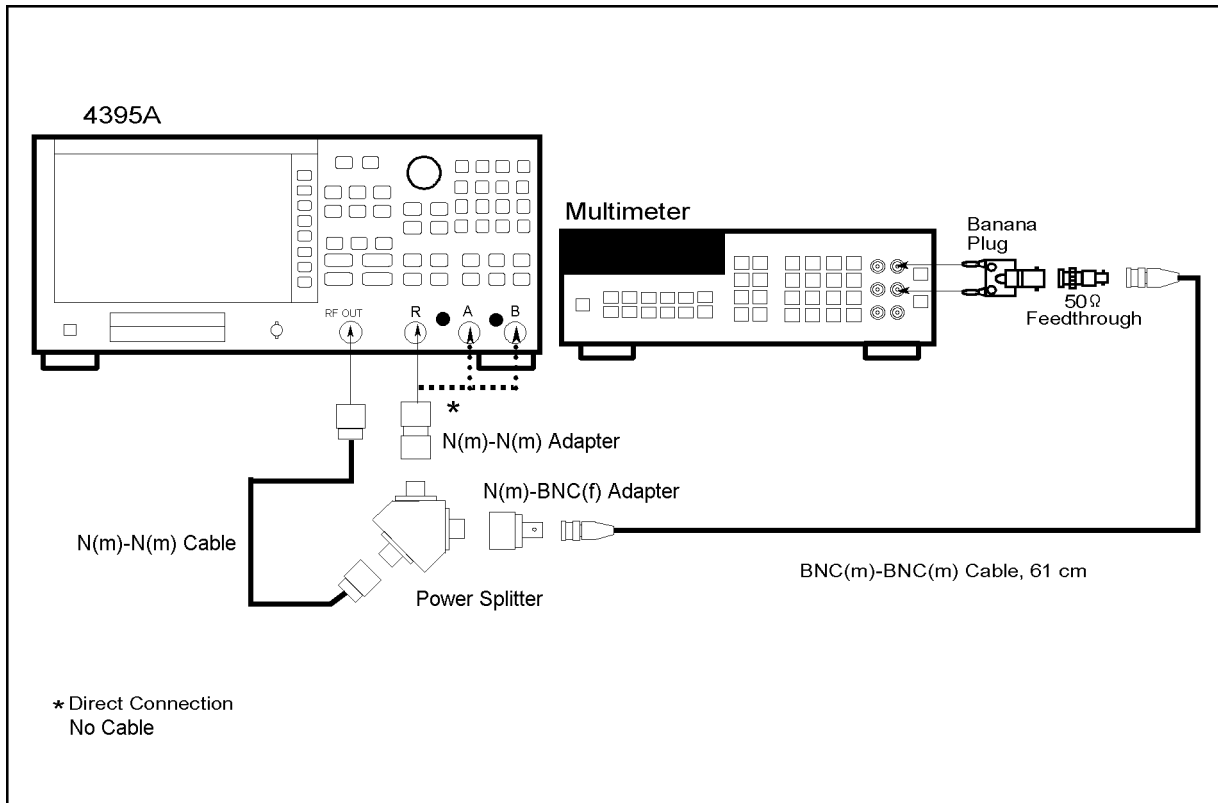 4395A
Multimeter
Banana
Plug
50Ω
Feedthrough
RF OUT
R
A
B
*
N(m)-N(m) Adapter
N(m)-BNC(f) Adapter
N(m)-N(m) Cable
BNC(m)-BNC(m) Cable, 61 cm
Power Splitter
* Direct Connection
No Cable